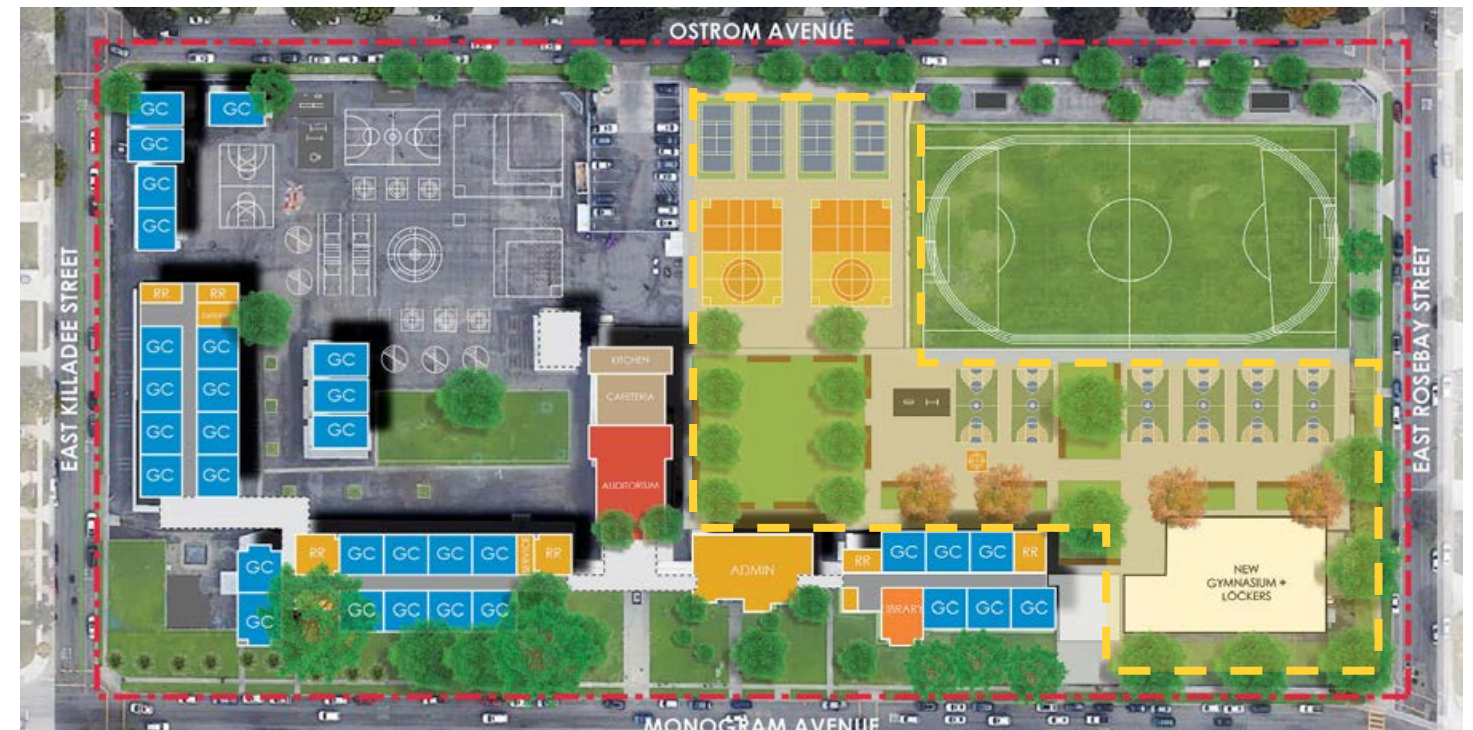 OSTROM AVENUE
GC
GC
GC
GC
GC
EAST KILLADEE STREET
EAST ROSEBAY STREET
RR
RR
GC
GC
GC
GC
GC
GC
GC
GC
GC
GC
GC
KITCHEN
CAFETERIA
AUDITORIUM
GC
GC
RR
GC
GC
GC
GC
SERVICE
RR
GC
GC
GC
GC
ADMIN
RR
GC
GC
GC
RR
LIBRARY
GC
GC
GC
NEW
GYMNASIUM +
LOCKERS
MONOGRAM AVENUE